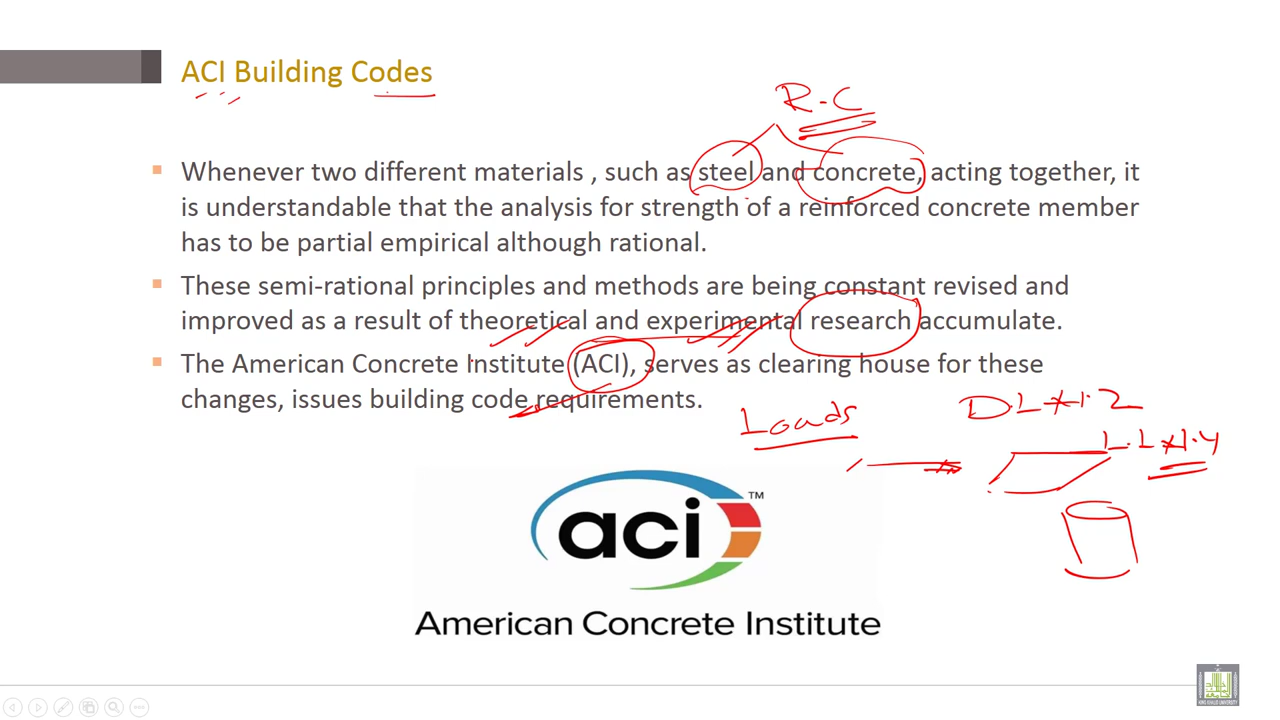 ACI Building Codes
R.C
Whenever two different materials , such as steel and concrete, acting together, it
is understandable that the analysis for strength of a reinforced concrete member
has to be partial empirical although rational.
These semi-rational principles and methods are being constant revised and
improved as a result of theoretical and experimental research accumulate.
The American Concrete Institute (ACI), serves as clearing house for these
changes, issues building code requirements.
Loads
D.L*1.2
L.L*1.4
aci™
American Concrete Institute
KING KHALID UNIVERSITY